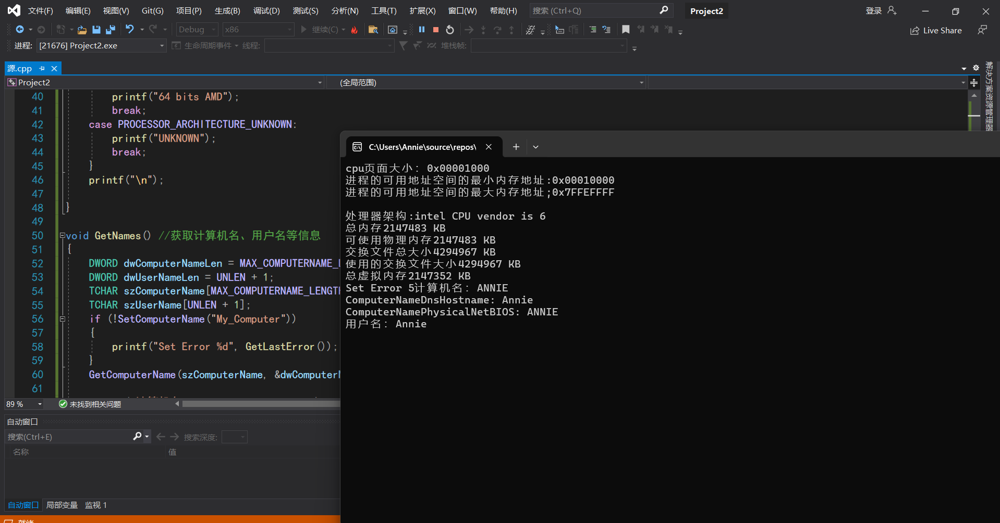 文件(F) 编辑(E) 视图(V) Git(G) 项目(P) 生成(B) 调试(D) 测试(S) 分析(N) 工具(T) 扩展(X) 窗口(W) 帮助(H) 搜索 (Ctrl+Q) Project2 登录
Debug x86 继续(C) Live Share
进程: [21676] Project2.exe 生命周期事件 线程: 堆栈帧:
源.cpp
解决方案资源管理器
Project2 (全局范围)
40 printf("64 bits AMD");
41 break;
42 case PROCESSOR_ARCHITECTURE_UNKNOWN:
43 printf("UNKNOWN");
44 break;
45 }
46 printf("\n");
47
48 }
49
50 void GetNames() //获取计算机名、用户名等信息
51 {
52 DWORD dwComputerNameLen = MAX_COMPUTERNAME_L
53 DWORD dwUserNameLen = UNLEN + 1;
54 TCHAR szComputerName[MAX_COMPUTERNAME_LENGTH
55 TCHAR szUserName[UNLEN + 1];
56 if (!SetComputerName("My_Computer"))
57 {
58 printf("Set Error %d", GetLastError());
59 }
60 GetComputerName(szComputerName, &dwComputerN
61
89 % 未找到相关问题
自动窗口
搜索(Ctrl+E) 搜索深度:
名称 值
自动窗口 局部变量 监视 1
就绪
C:\Users\Annie\source\repos\
cpu页面大小: 0x00001000
进程的可用地址空间的最小内存地址:0x00010000
进程的可用地址空间的最大内存地址;0x7FFEFFFF
处理器架构:intel CPU vendor is 6
总内存2147483 KB
可使用物理内存2147483 KB
交换文件总大小4294967 KB
使用的交换文件大小4294967 KB
总虚拟内存2147352 KB
Set Error 5计算机名: ANNIE
ComputerNameDnsHostname: Annie
ComputerNamePhysicalNetBIOS: ANNIE
用户名: Annie